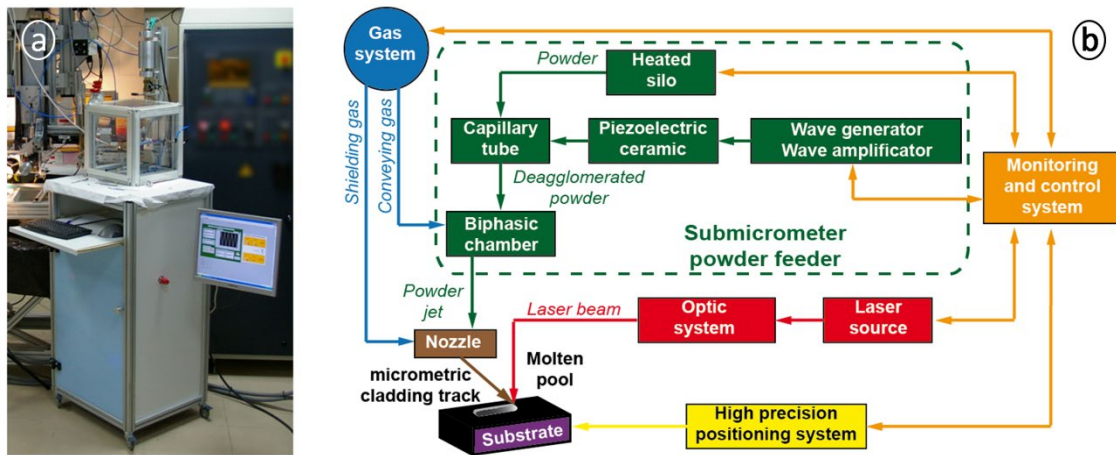 a
b
Gas
system
Powder
Heated
silo
Shielding gas
Conveying gas
Capillary
tube
Piezoelectric
ceramic
Wave generator
Wave amplificator
Monitoring
and control
system
Deagglomerated
powder
Biphasic
chamber
Submicrometer
powder feeder
Powder
jet
Laser beam
Optic
system
Laser
source
Nozzle
Molten
pool
micrometric
cladding track
Substrate
High precision
positioning system